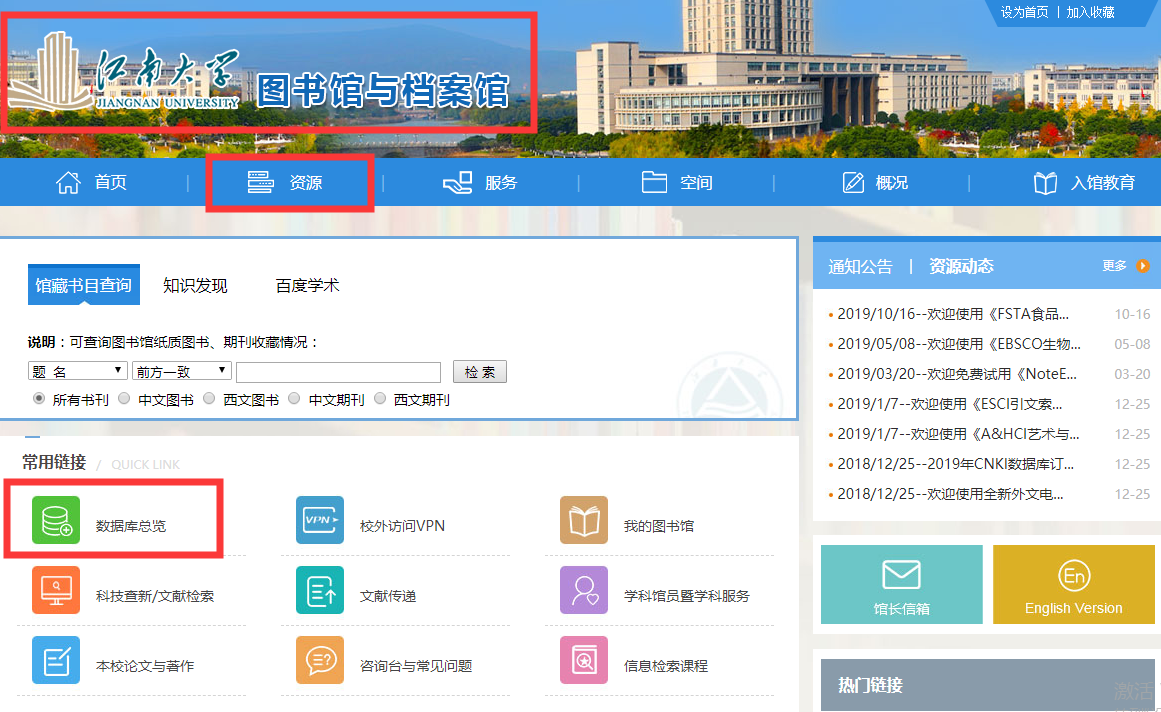 设为首页 | 加入收藏
江南大学
JIANGNAN UNIVERSITY
图书馆与档案馆
首页 | 资源 | 服务 | 空间 | 概况 | 入馆教育
馆藏书目查询 知识发现 百度学术
说明：可查询图书馆纸质图书、期刊收藏情况：
题 名 前方一致 检 索
所有书刊 中文图书 西文图书 中文期刊 西文期刊
常用链接 / QUICK LINK
数据库总览
VPN
校外访问VPN
我的图书馆
科技查新/文献检索
文献传递
学科馆员暨学科服务
本校论文与著作
咨询台与常见问题
信息检索课程
通知公告 | 资源动态 更多
2019/10/16--欢迎使用《FSTA食品... 10-16
2019/05/08--欢迎使用《EBSCO生物... 05-08
2019/03/20--欢迎免费试用《NoteE... 03-20
2019/1/7--欢迎使用《ESCI引文索... 12-25
2019/1/7--欢迎使用《A&HCI艺术与... 12-25
2018/12/25--2019年CNKI数据库订... 12-25
2018/12/25--欢迎使用全新外文电... 12-25
馆长信箱
En
English Version
热门链接
激活